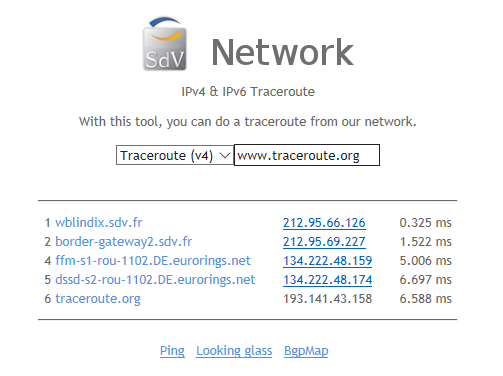 SdV Network
IPv4 & IPv6 Traceroute
With this tool, you can do a traceroute from our network.
Traceroute (v4) www.traceroute.org
1 wblindix.sdv.fr 212.95.66.126 0.325 ms
2 border-gateway2.sdv.fr 212.95.69.227 1.522 ms
4 ffm-s1-rou-1102.DE.eurorings.net 134.222.48.159 5.006 ms
5 dssd-s2-rou-1102.DE.eurorings.net 134.222.48.174 6.697 ms
6 traceroute.org 193.141.43.158 6.588 ms
Ping Looking glass BgpMap